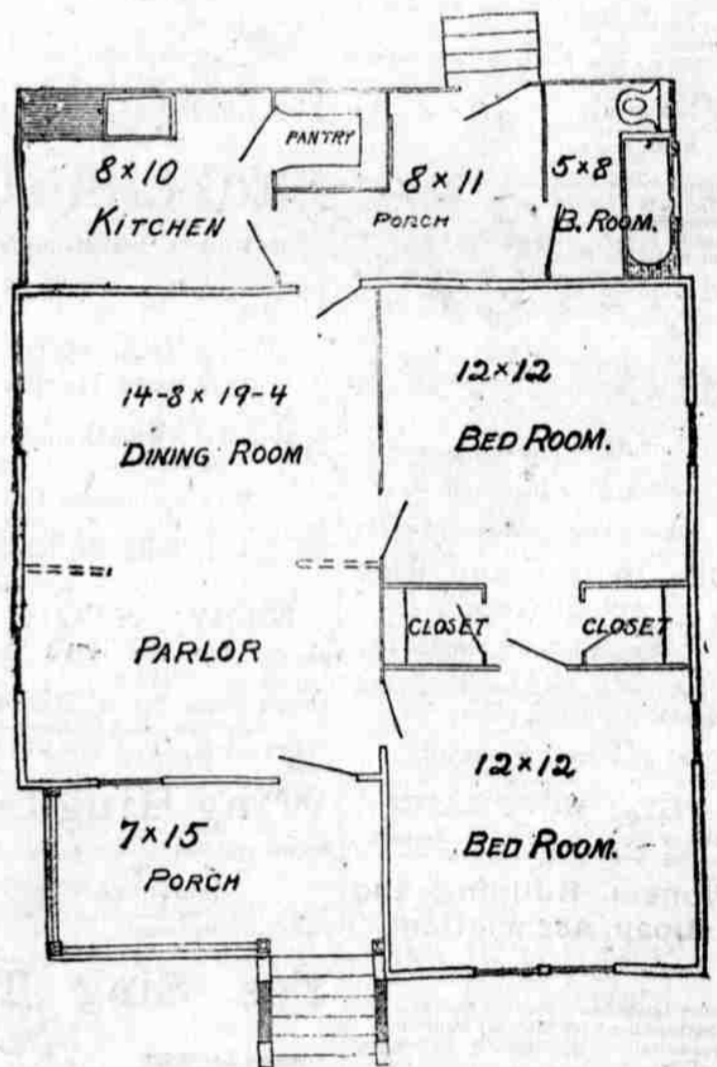 PANTRY
8 x 10
KITCHEN
8 x 11
PORCH
5 x 8
B. ROOM.
14-8 x 19-4
DINING ROOM
12 x 12
BED ROOM.
CLOSET
CLOSET
PARLOR
12 x 12
BED ROOM.
7 x 15
PORCH